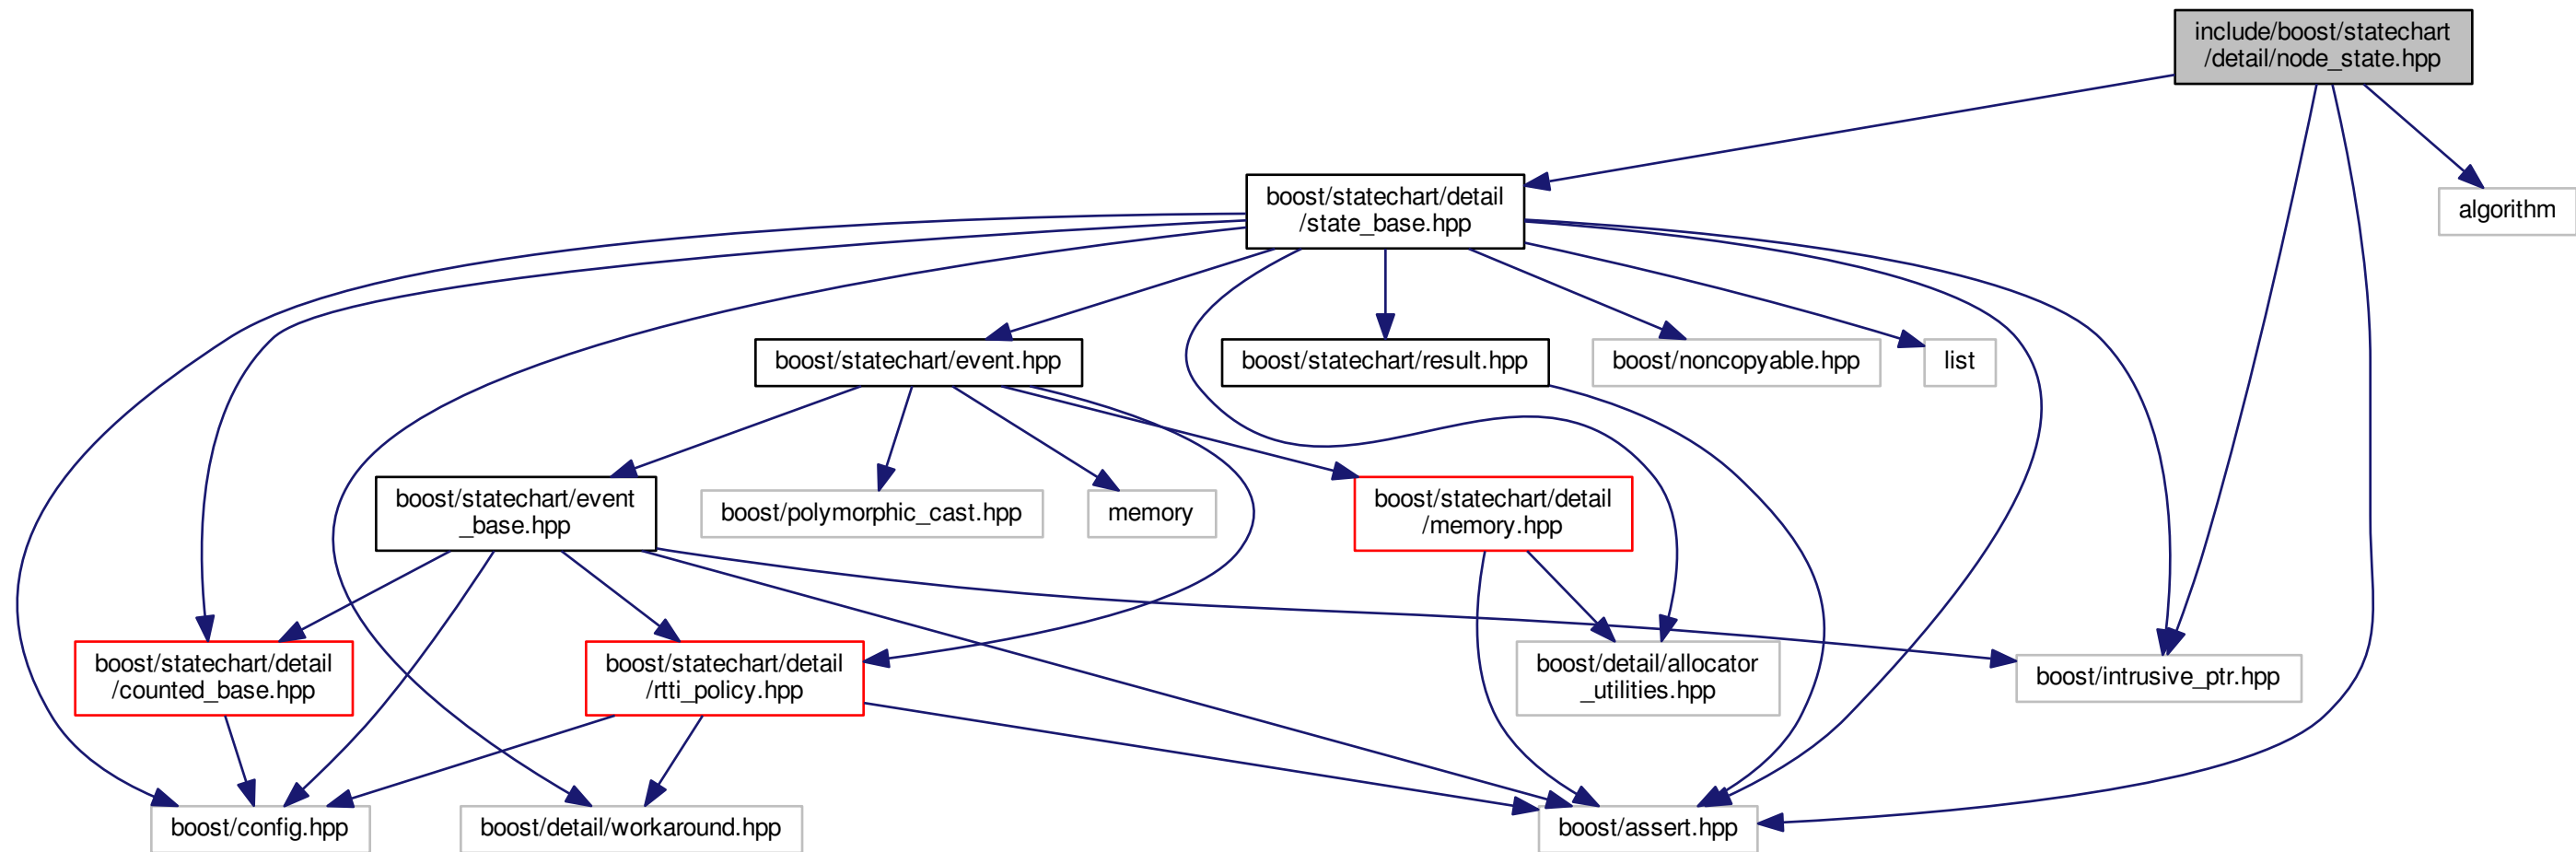 include/boost/statechart
/detail/node_state.hpp
boost/statechart/detail
/state_base.hpp
algorithm
boost/statechart/event.hpp
boost/statechart/result.hpp
boost/noncopyable.hpp
list
boost/statechart/event
_base.hpp
boost/polymorphic_cast.hpp
memory
boost/statechart/detail
/memory.hpp
boost/statechart/detail
/counted_base.hpp
boost/statechart/detail
/rtti_policy.hpp
boost/detail/allocator
_utilities.hpp
boost/intrusive_ptr.hpp
boost/config.hpp
boost/detail/workaround.hpp
boost/assert.hpp